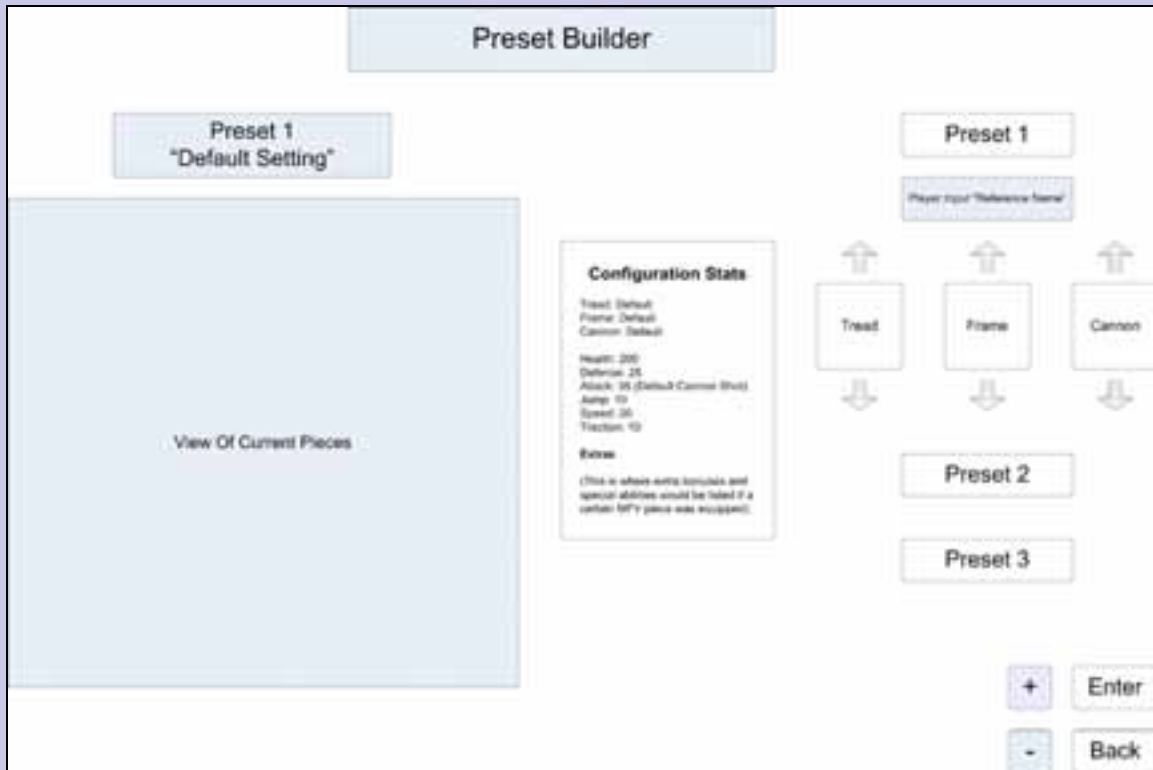 Preset Builder
Preset 1
“Default Setting”
View Of Current Pieces
Configuration Stats
Tread: Default
Frame: Default
Cannon: Default
Health: 200
Defense: 25
Attack: (Default Cannon Shot)
Jump: 10
Speed:
Traction: 10
Extras
(This is where extra bonuses and
special abilities would be listed if a
certain piece was equipped)
Preset 1
Player Input "Reference Name"
Tread
Frame
Cannon
Preset 2
Preset 3
+ Enter
- Back